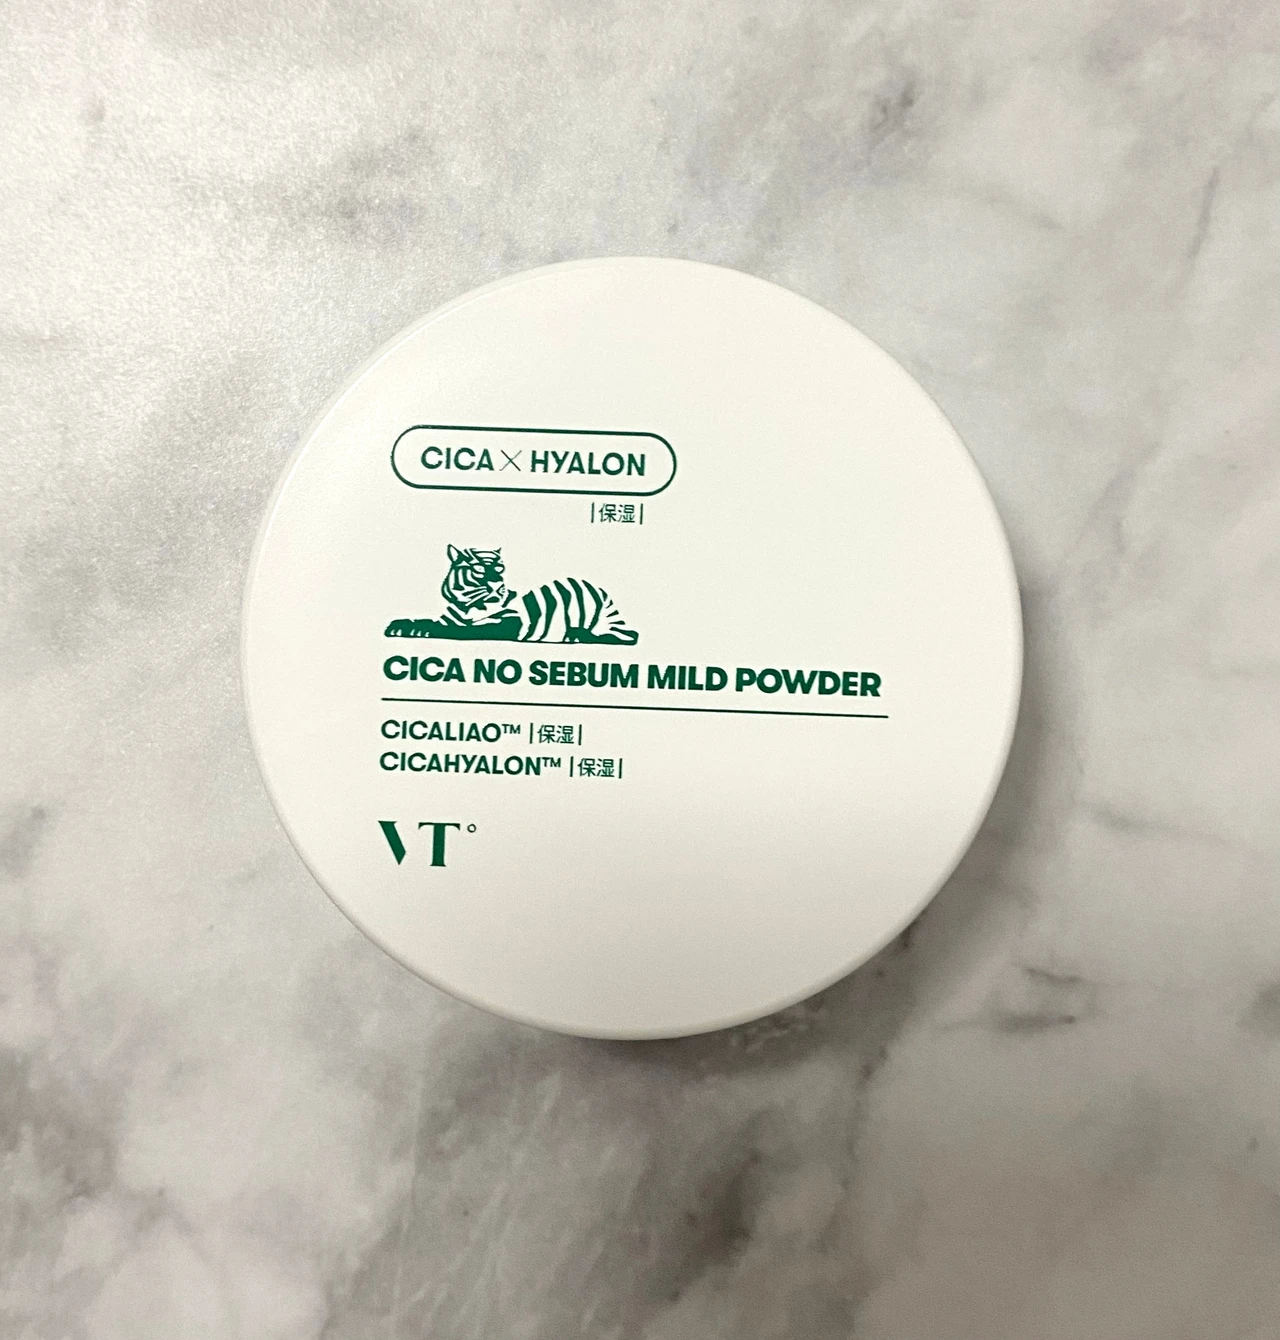 CICA×HYALON
|保湿|
CICA NO SEBUM MILD POWDER
CICALIAO™ |保湿|
CICAHYALON™ |保湿|
VT°